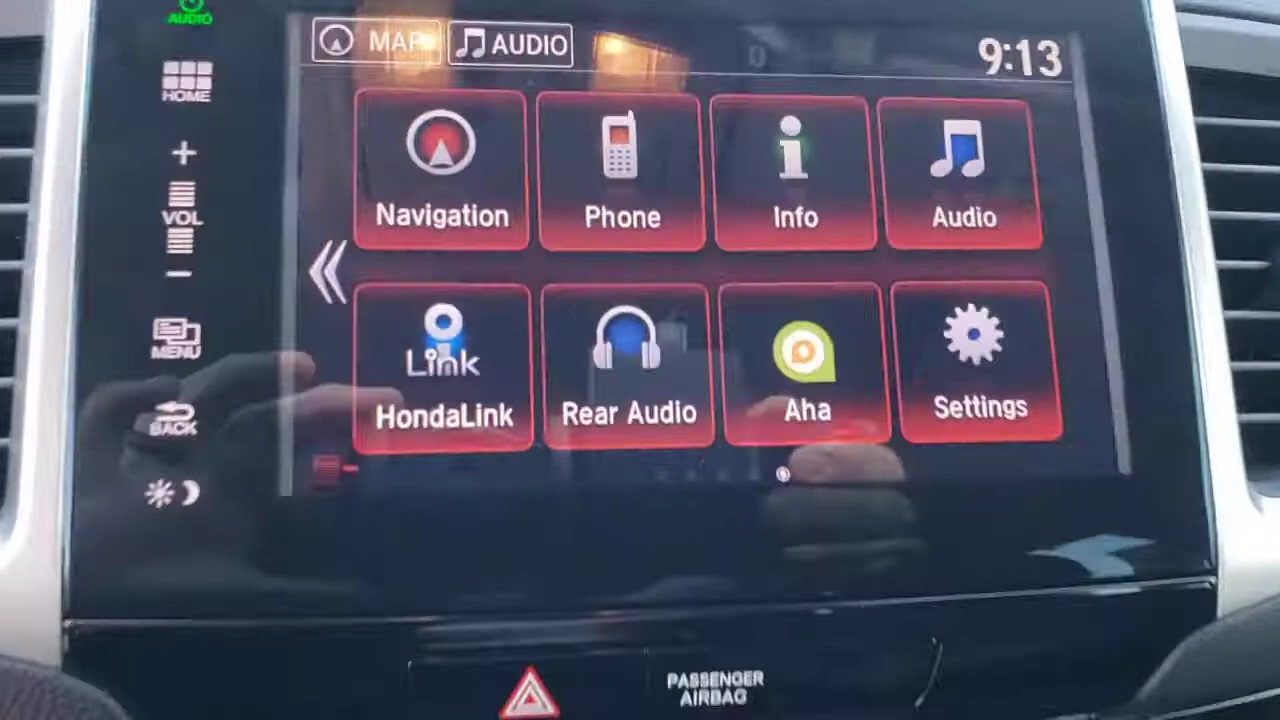 AUDIO
MAP
AUDIO
0
9:13
HOME
Navigation
Phone
Info
Audio
+
VOL
-
MENU
Link
HondaLink
Rear Audio
Aha
Settings
BACK
PASSENGER
AIRBAG